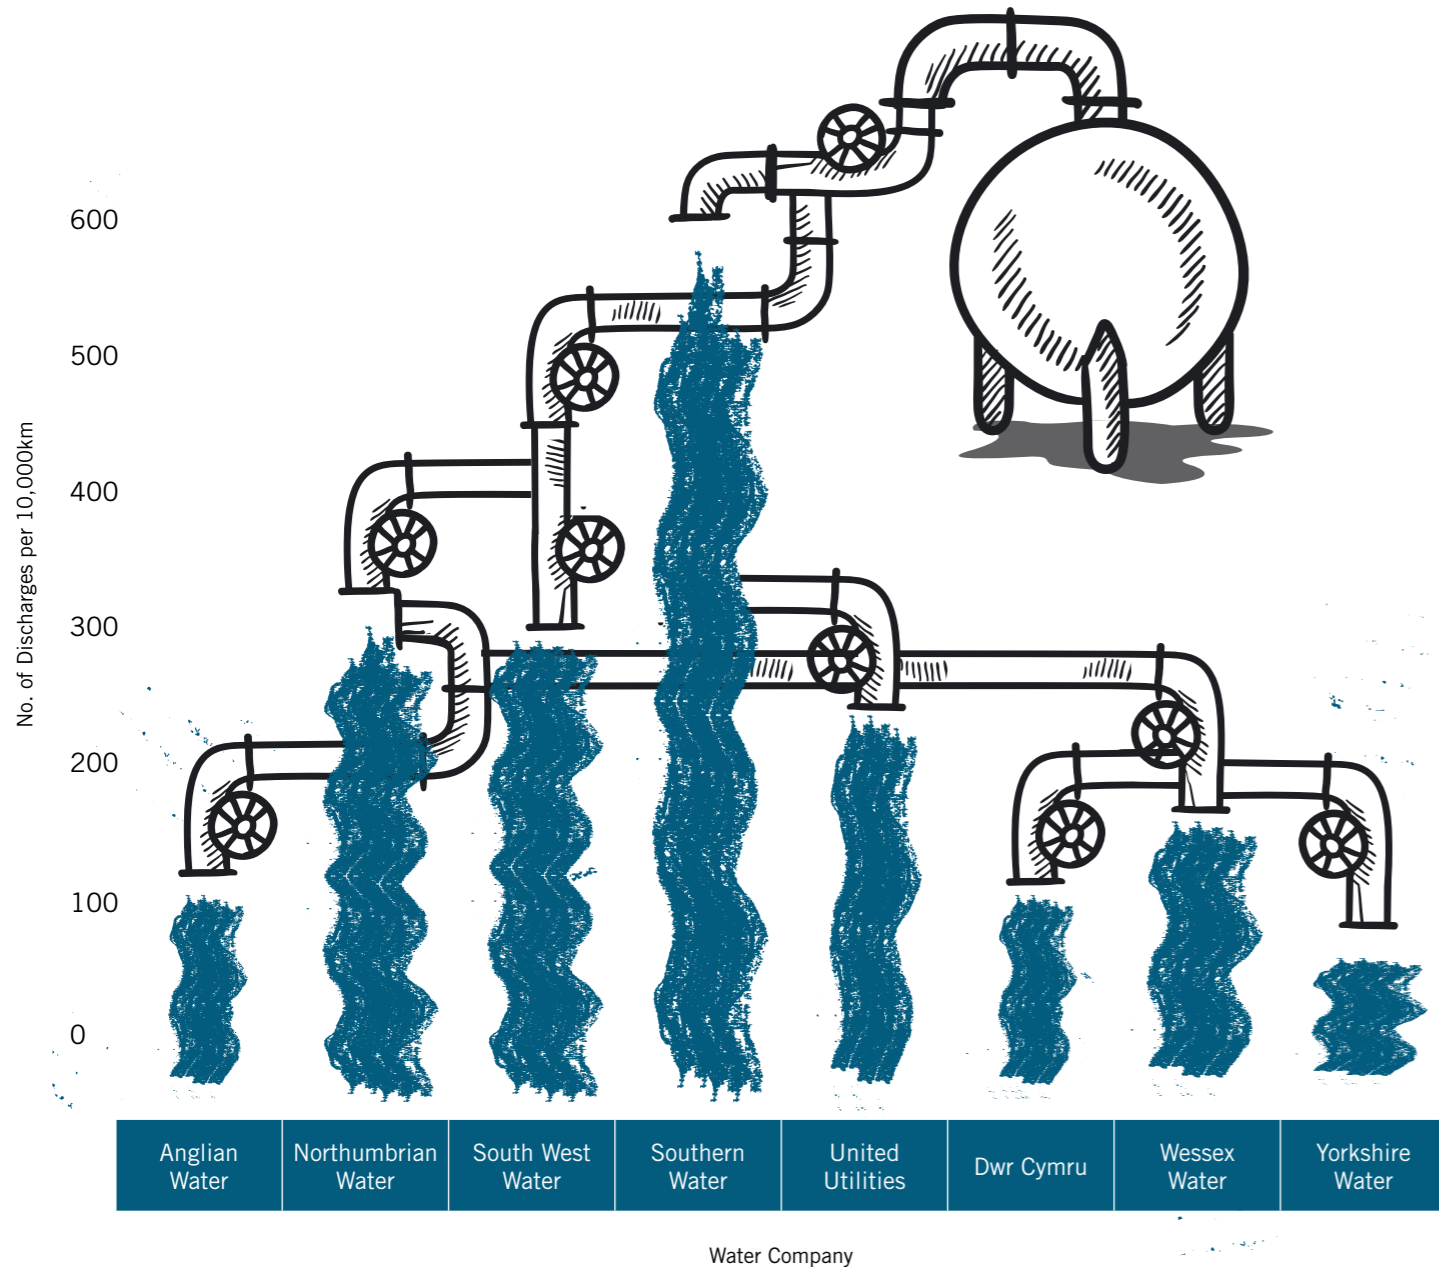 600
500
400
300
200
100
0
No. of Discharges per 10,000km
Anglian
Water
Northumbrian
Water
South West
Water
Southern
Water
United
Utilities
Dwr Cymru
Wessex
Water
Yorkshire
Water
Water Company